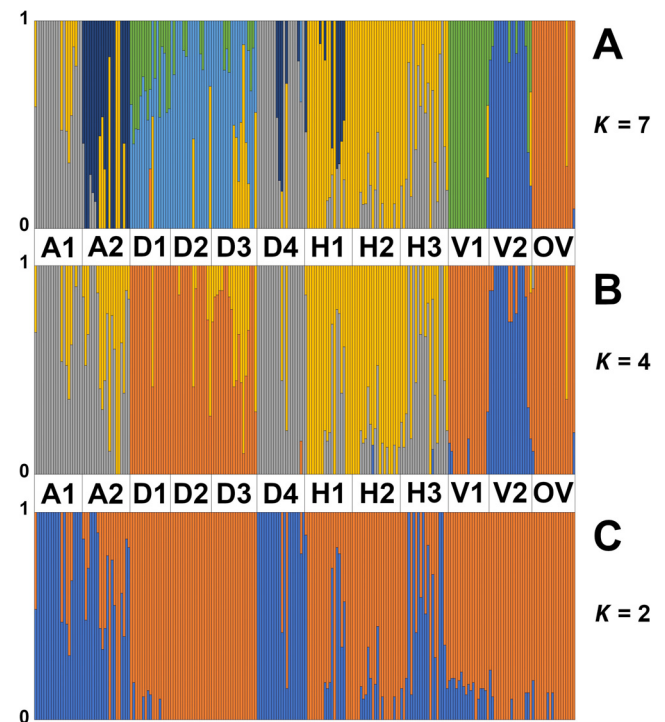 1
A
K = 7
0
A1 A2 D1 D2 D3 D4 H1 H2 H3 V1 V2 OV
1
B
K = 4
0
A1 A2 D1 D2 D3 D4 H1 H2 H3 V1 V2 OV
1
C
K = 2
0